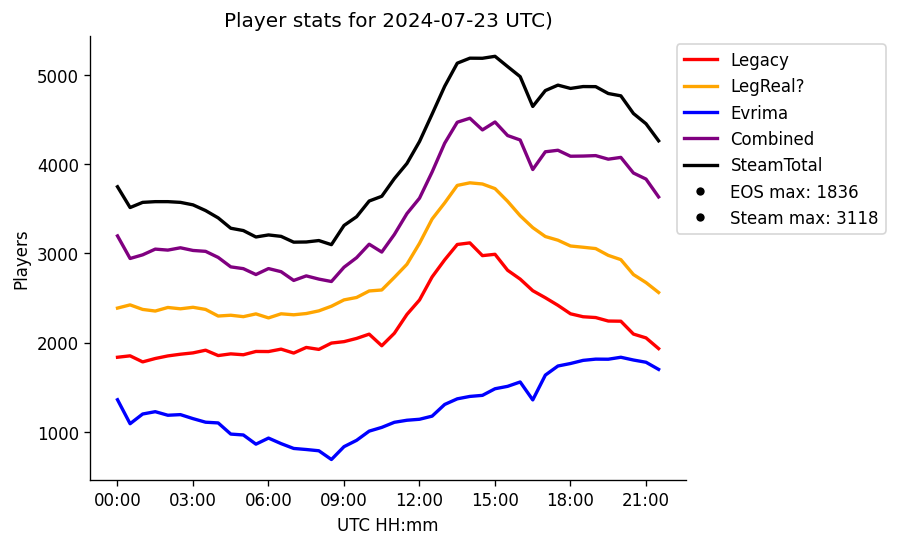 Player stats for 2024-07-23 UTC)
Legacy
LegReal?
Evrima
Combined
SteamTotal
EOS max: 1836
Steam max: 3118
Players
5000
4000
3000
2000
1000
00:00 03:00 06:00 09:00 12:00 15:00 18:00 21:00
UTC HH:mm